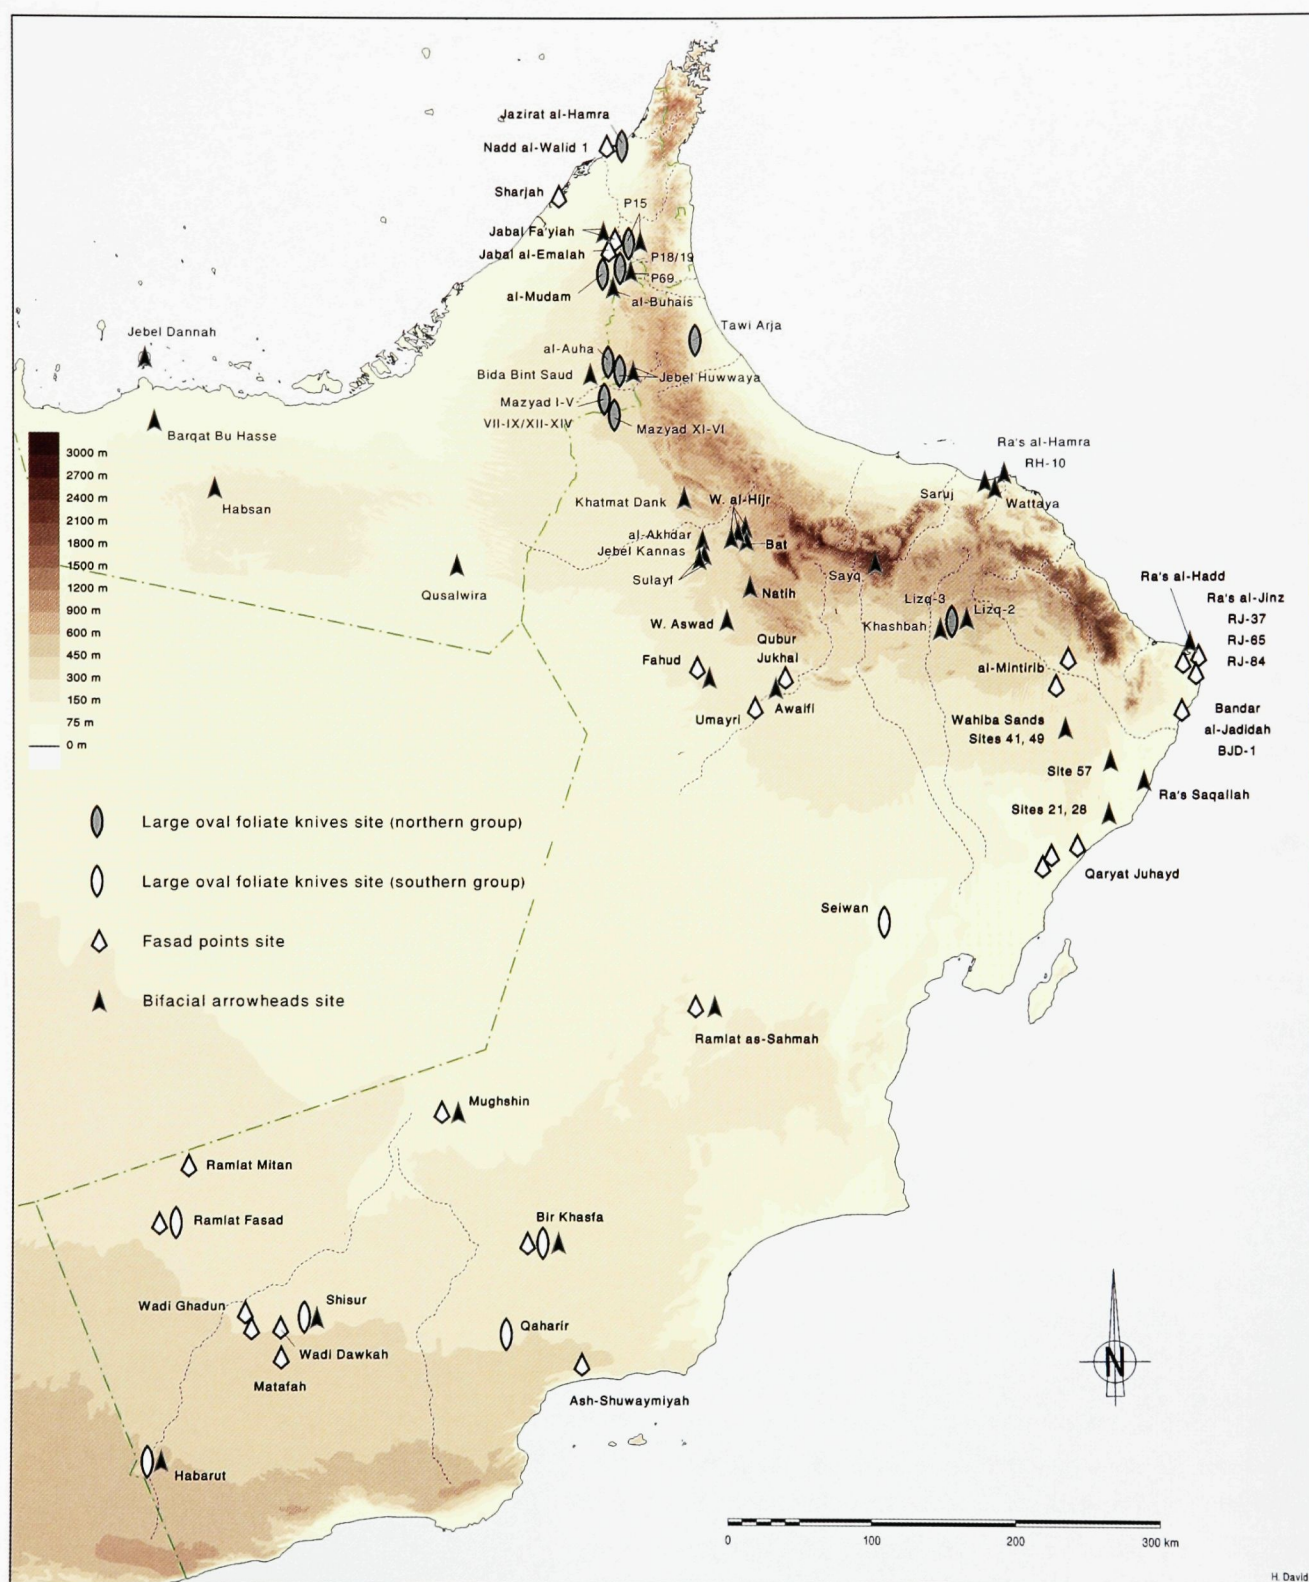 Jazirat al-Hamra
Nadd al-Walid 1
Sharjah
P15
Jabal Fa'yiah
Jabal al-Emalah
P18/19
P69
al-Mudam
al-Buhais
Tawi Arja
Jebel Dannah
al-Auha
Bida Bint Saud
Jebel Huwwaya
Mazyad I-V
VII-IX/XII-XIV
Mazyad XI-VI
Barqat Bu Hasse
Ra's al-Hamra
RH-10
3000 m
2700 m
2400 m
2100 m
1800 m
1500 m
1200 m
900 m
600 m
450 m
300 m
150 m
75 m
0 m
Habsan
Khatmat Dank
W. al-Hijr
Saruj
Wattaya
al-Akhdar
Jebel Kannas
Bat
Sulayf
Qusalwira
Sayq
Natih
Ra's al-Hadd
Ra's al-Jinz
RJ-37
RJ-65
RJ-84
Lizq-3
Lizq-2
Khashbah
W. Aswad
Qubur
Jukhal
Fahud
al-Mintirib
Umayri
Awaifi
Wahiba Sands
Sites 41, 49
Bandar
al-Jadidah
BJD-1
Site 57
Ra's Saqallah
Sites 21, 28
Qaryat Juhayd
Large oval foliate knives site (northern group)
Large oval foliate knives site (southern group)
Fasad points site
Bifacial arrowheads site
Seiwan
Ramlat as-Sahmah
Mughshin
Ramlat Mitan
Ramlat Fasad
Bir Khasfa
Wadi Ghadun
Shisur
Qaharir
Wadi Dawkah
Matafah
Ash-Shuwaymiyah
N
Habarut
0 100 200 300 km
H. David